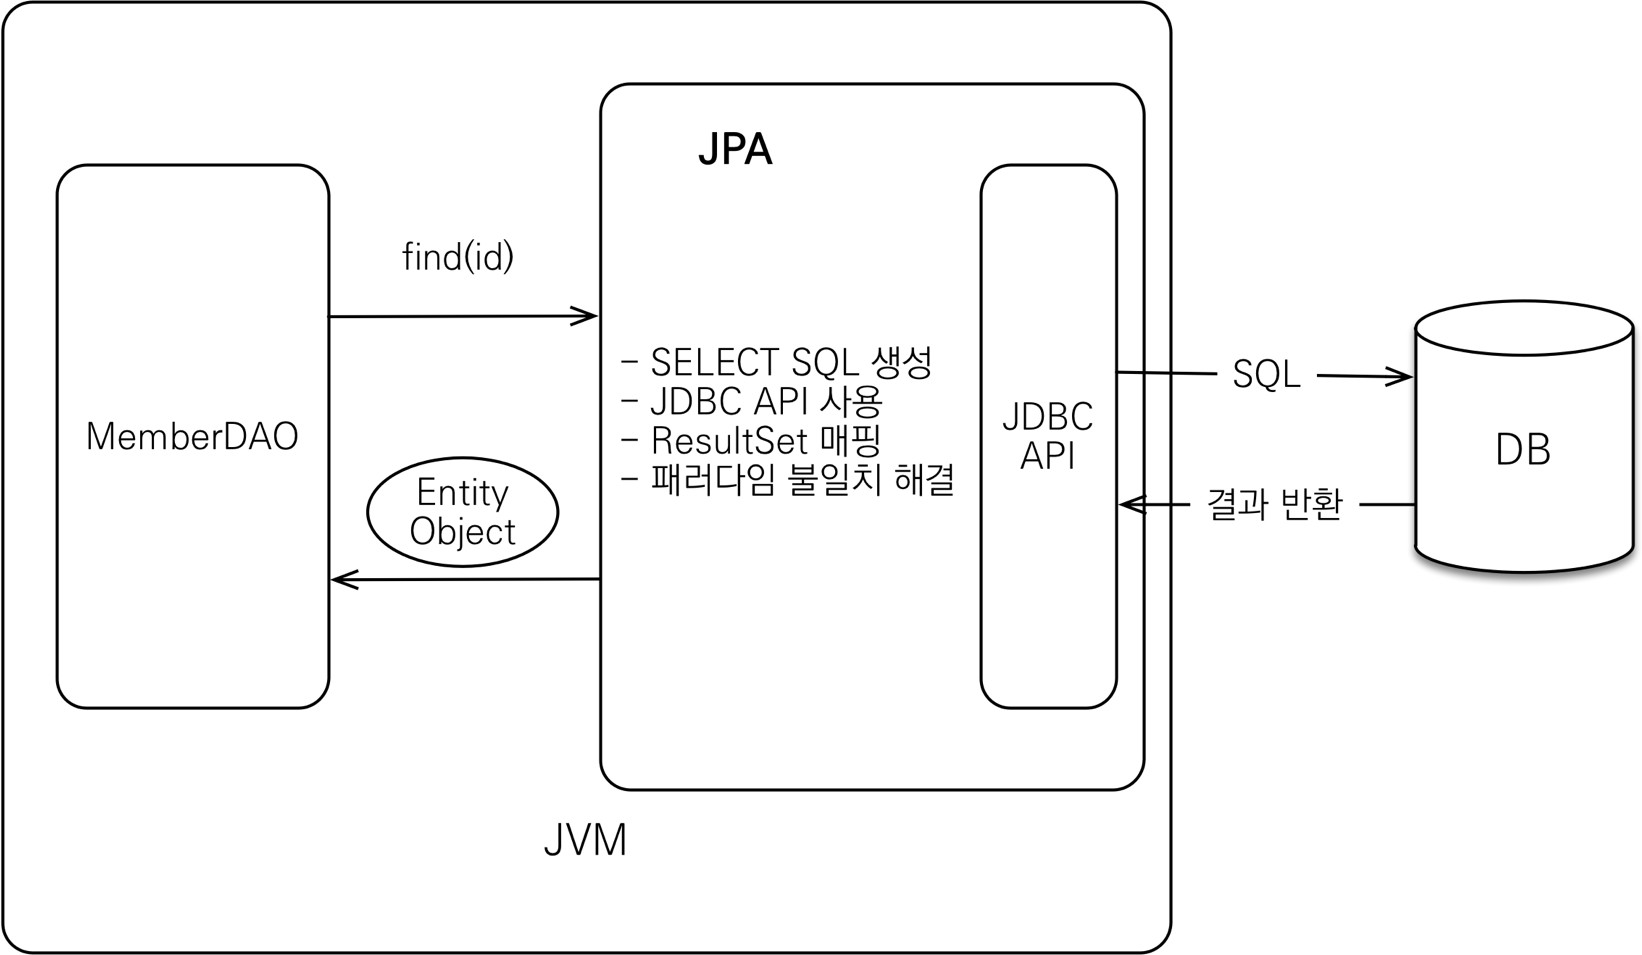 JPA
find(id)
- SELECT SQL 생성
- JDBC API 사용
- ResultSet 매핑
- 패러다임 불일치 해결
MemberDAO
Entity
Object
JDBC
API
SQL
결과 반환
DB
JVM